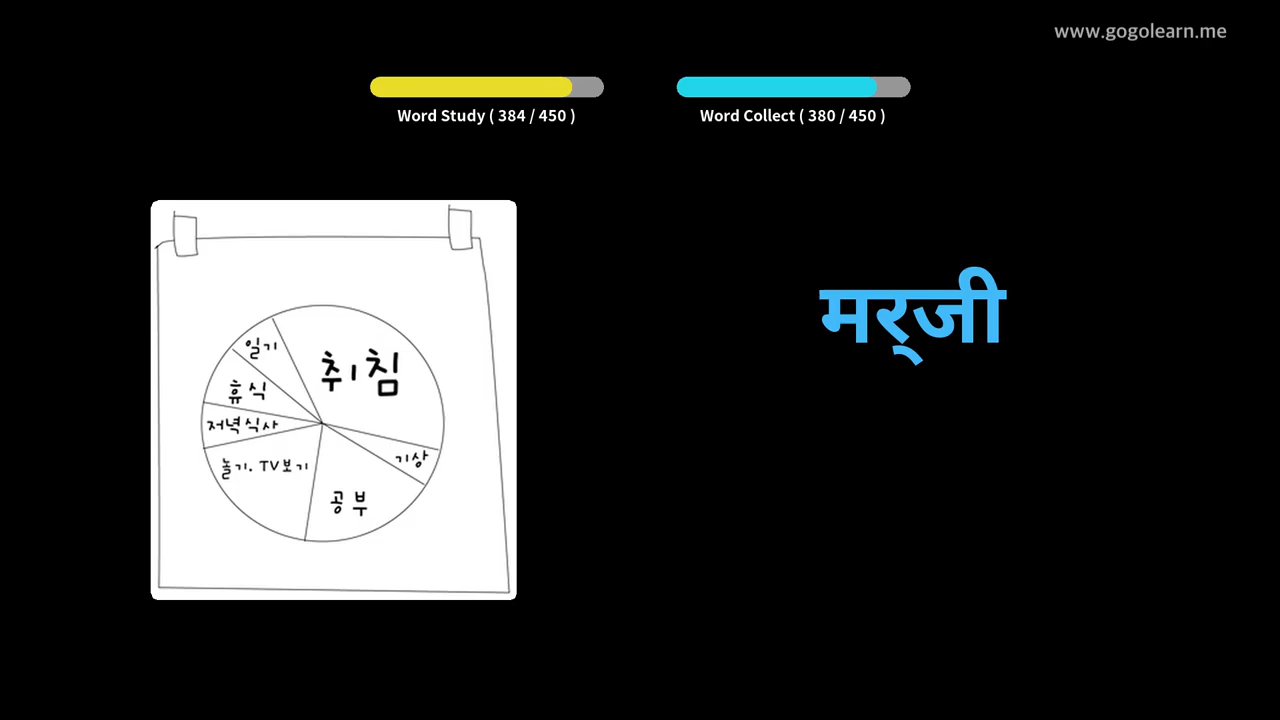 www.gogolearn.me
Word Study ( 384 / 450 )
Word Collect ( 380 / 450 )
मर्‌जी
일기
취침
휴식
저녁식사
기상
놀기. TV보기
공부